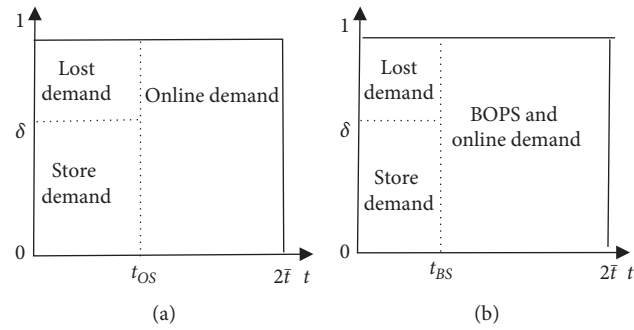 1
Lost
demand
Online demand
δ
Store
demand
0
t_OS
2t̄ t
(a)
1
Lost
demand
BOPS and
online demand
δ
Store
demand
0
t_BS
2t̄ t
(b)